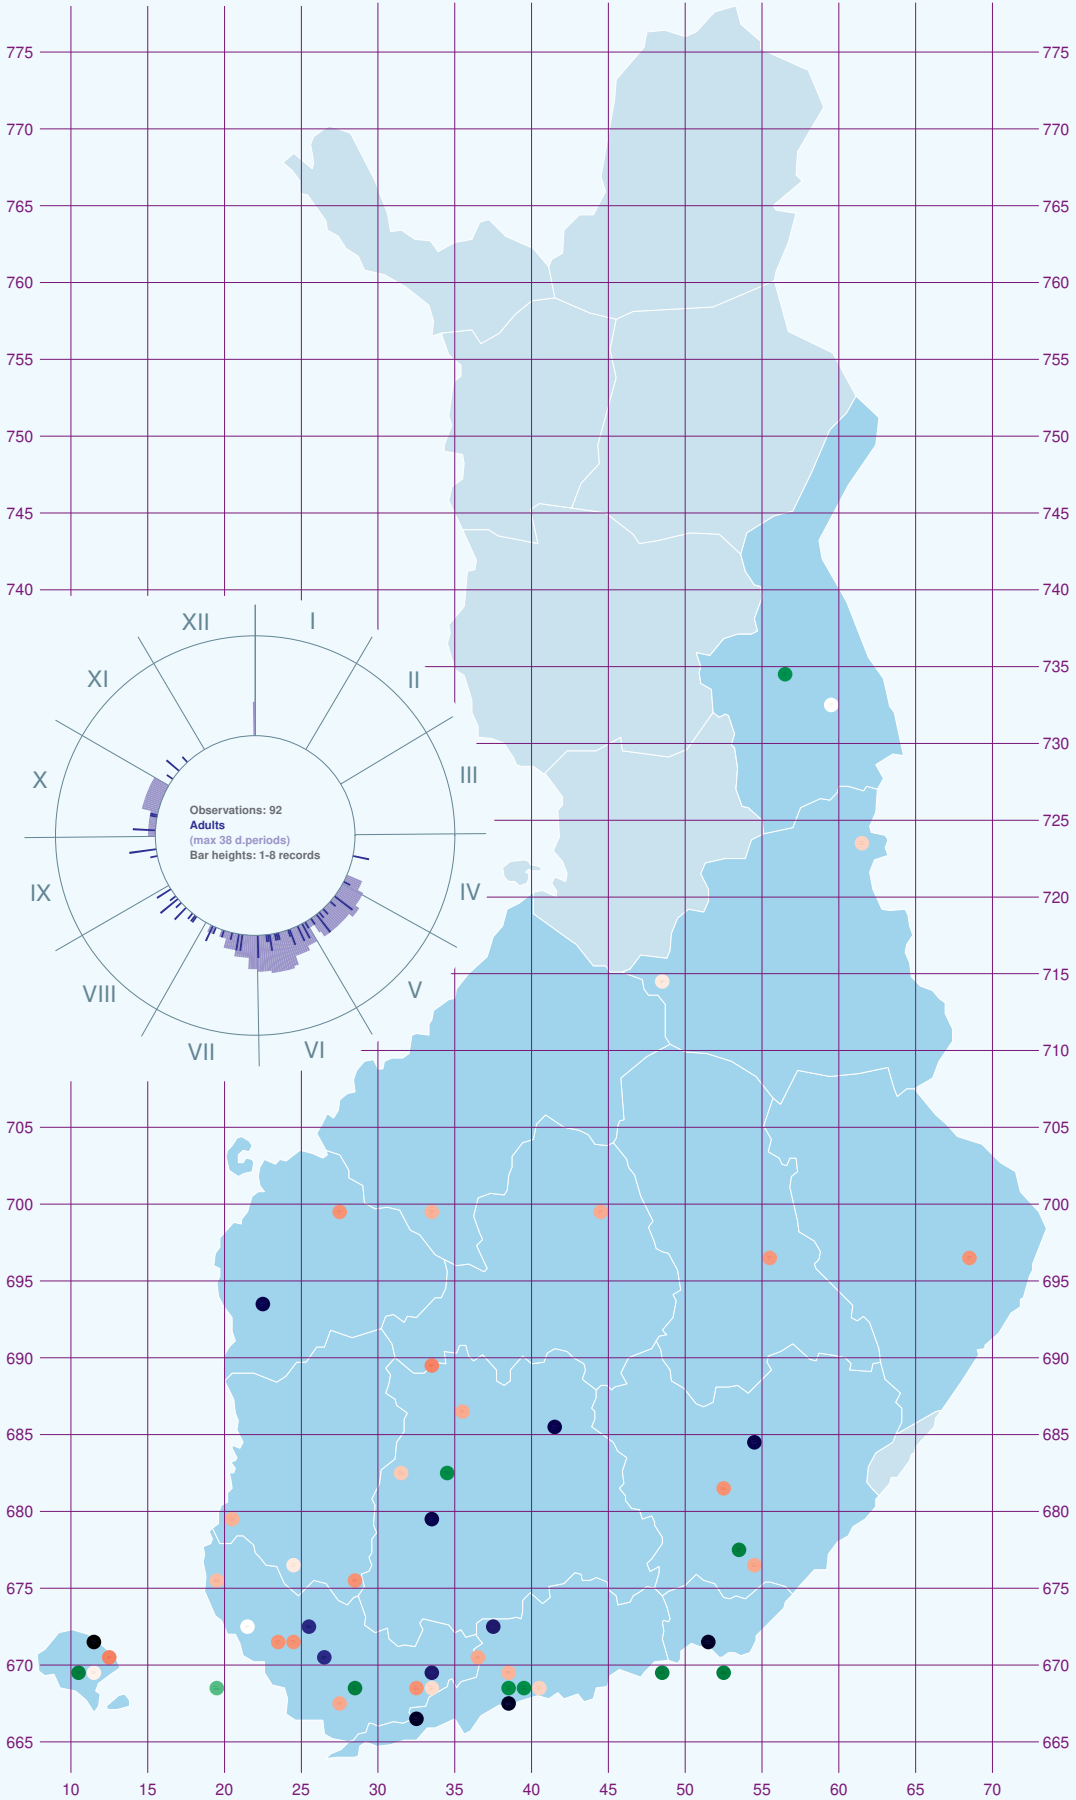 775 775
770 770
765 765
760 760
755 755
750 750
745 745
740 740
XII I
735
XI II
730
X III
Observations: 92
Adults
(max 38 d.periods)
Bar heights: 1-8 records
725
IX IV
720
VIII V
715
VII VI
710
705 705
700 700
695 695
690 690
685 685
680 680
675 675
670 670
665 665
10 15 20 25 30 35 40 45 50 55 60 65 70